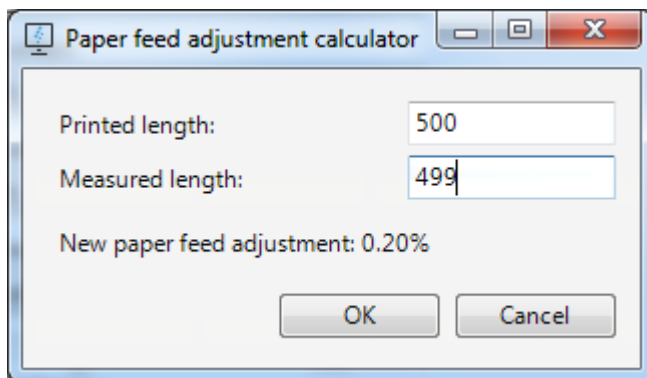 Paper feed adjustment calculator
Printed length: 500
Measured length: 499
New paper feed adjustment: 0.20%
OK Cancel